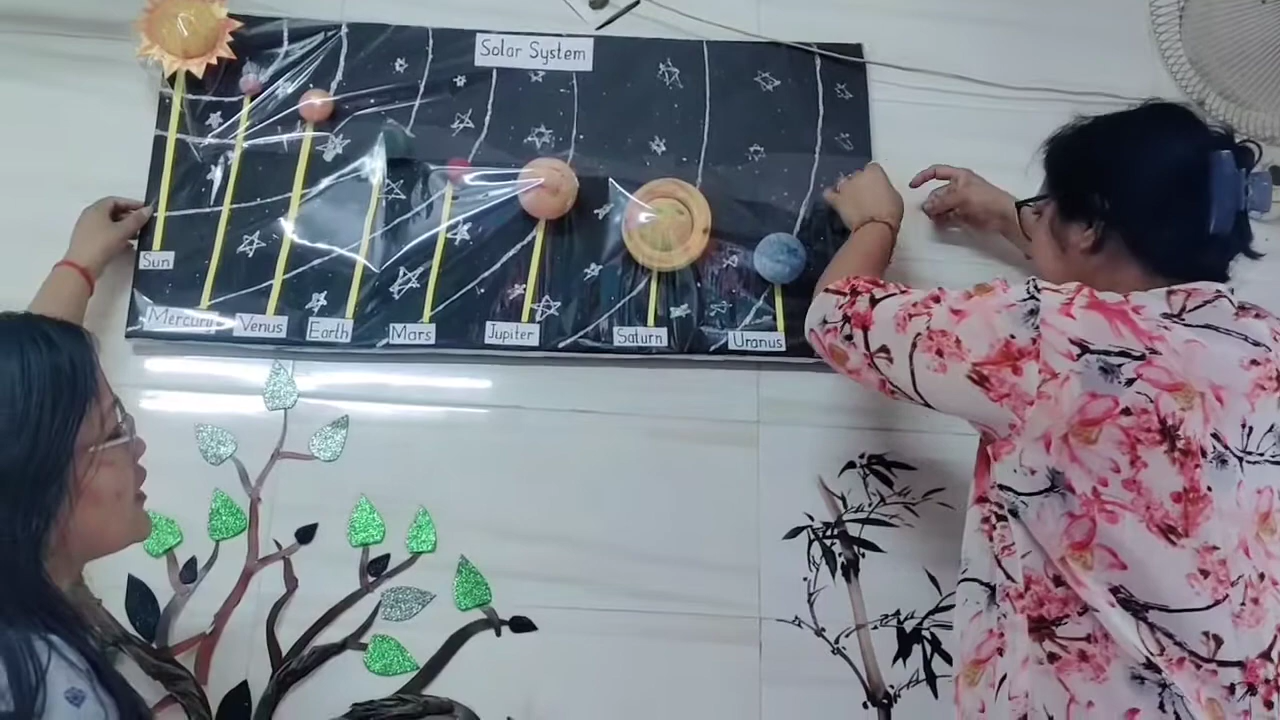 Solar System
Sun
Mercury
Venus
Earth
Mars
Jupiter
Saturn
Uranus